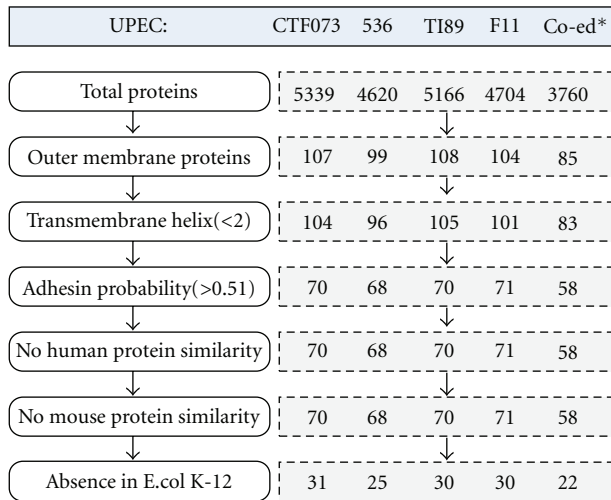 UPEC: CTF073 536 TI89 F11 Co-ed*
Total proteins 5339 4620 5166 4704 3760
Outer membrane proteins 107 99 108 104 85
Transmembrane helix(<2) 104 96 105 101 83
Adhesin probability(>0.51) 70 68 70 71 58
No human protein similarity 70 68 70 71 58
No mouse protein similarity 70 68 70 71 58
Absence in E.col K-12 31 25 30 30 22